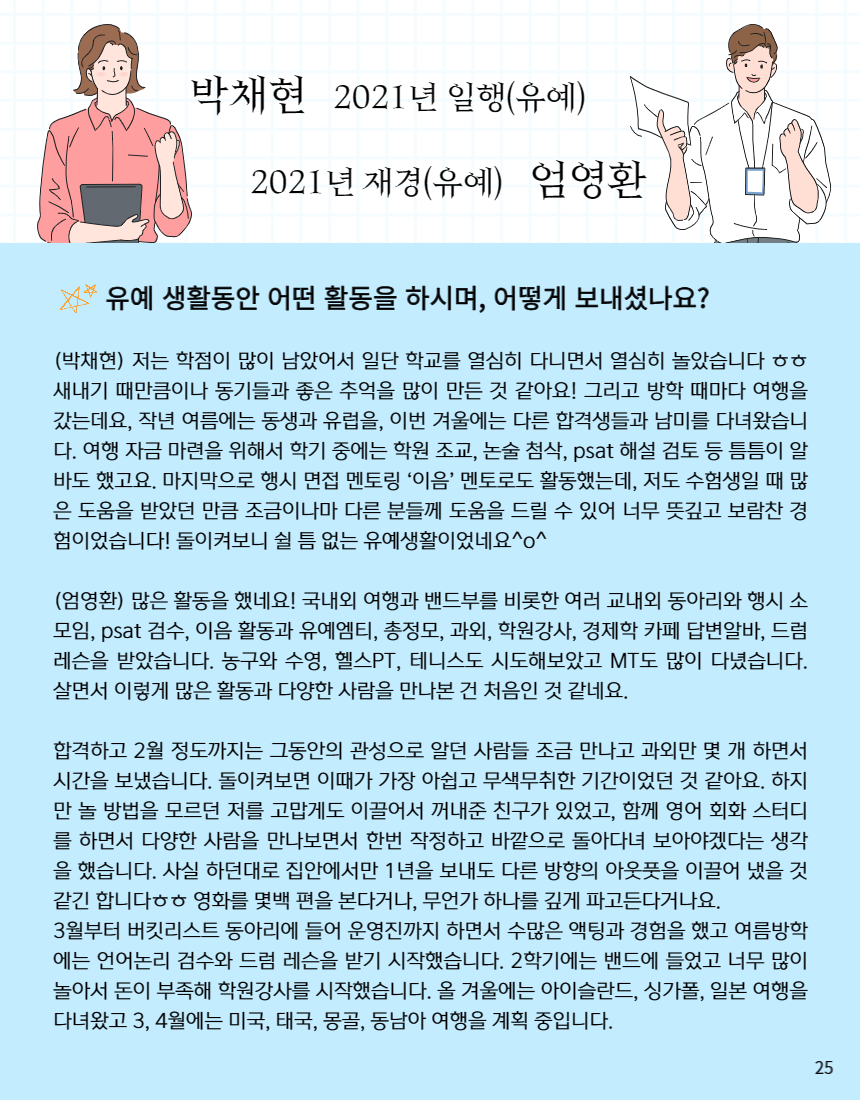 박채현 2021년 일행(유예)
2021년 재경(유예) 엄영환
유예 생활동안 어떤 활동을 하시며, 어떻게 보내셨나요?
(박채현) 저는 학점이 많이 남았어서 일단 학교를 열심히 다니면서 열심히 놀았습니다 ㅎㅎ
새내기 때만큼이나 동기들과 좋은 추억을 많이 만든 것 같아요! 그리고 방학 때마다 여행을
갔는데요, 작년 여름에는 동생과 유럽을, 이번 겨울에는 다른 합격생들과 남미를 다녀왔습니
다. 여행 자금 마련을 위해서 학기 중에는 학원 조교, 논술 첨삭, psat 해설 검토 등 틈틈이 알
바도 했고요. 마지막으로 행시 면접 멘토링 ‘이음’ 멘토로도 활동했는데, 저도 수험생일 때 많
은 도움을 받았던 만큼 조금이나마 다른 분들께 도움을 드릴 수 있어 너무 뜻깊고 보람찬 경
험이었습니다! 돌이켜보니 쉴 틈 없는 유예생활이었네요^o^
(엄영환) 많은 활동을 했네요! 국내외 여행과 밴드부를 비롯한 여러 교내외 동아리와 행시 소
모임, psat 검수, 이음 활동과 유예엠티, 총정모, 과외, 학원강사, 경제학 카페 답변알바, 드럼
레슨을 받았습니다. 농구와 수영, 헬스PT, 테니스도 시도해보았고 MT도 많이 다녔습니다.
살면서 이렇게 많은 활동과 다양한 사람을 만나본 건 처음인 것 같네요.
합격하고 2월 정도까지는 그동안의 관성으로 알던 사람들 조금 만나고 과외만 몇 개 하면서
시간을 보냈습니다. 돌이켜보면 이때가 가장 아쉽고 무색무취한 기간이었던 것 같아요. 하지
만 놀 방법을 모르던 저를 고맙게도 이끌어서 꺼내준 친구가 있었고, 함께 영어 회화 스터디
를 하면서 다양한 사람을 만나보면서 한번 작정하고 바깥으로 돌아다녀 보아야겠다는 생각
을 했습니다. 사실 하던대로 집안에서만 1년을 보내도 다른 방향의 아웃풋을 이끌어 냈을 것
같긴 합니다ㅎㅎ 영화를 몇백 편을 본다거나, 무언가 하나를 깊게 파고든다거나요.
3월부터 버킷리스트 동아리에 들어 운영진까지 하면서 수많은 액팅과 경험을 했고 여름방학
에는 언어논리 검수와 드럼 레슨을 받기 시작했습니다. 2학기에는 밴드에 들었고 너무 많이
놀아서 돈이 부족해 학원강사를 시작했습니다. 올 겨울에는 아이슬란드, 싱가폴, 일본 여행을
다녀왔고 3, 4월에는 미국, 태국, 몽골, 동남아 여행을 계획 중입니다.
25